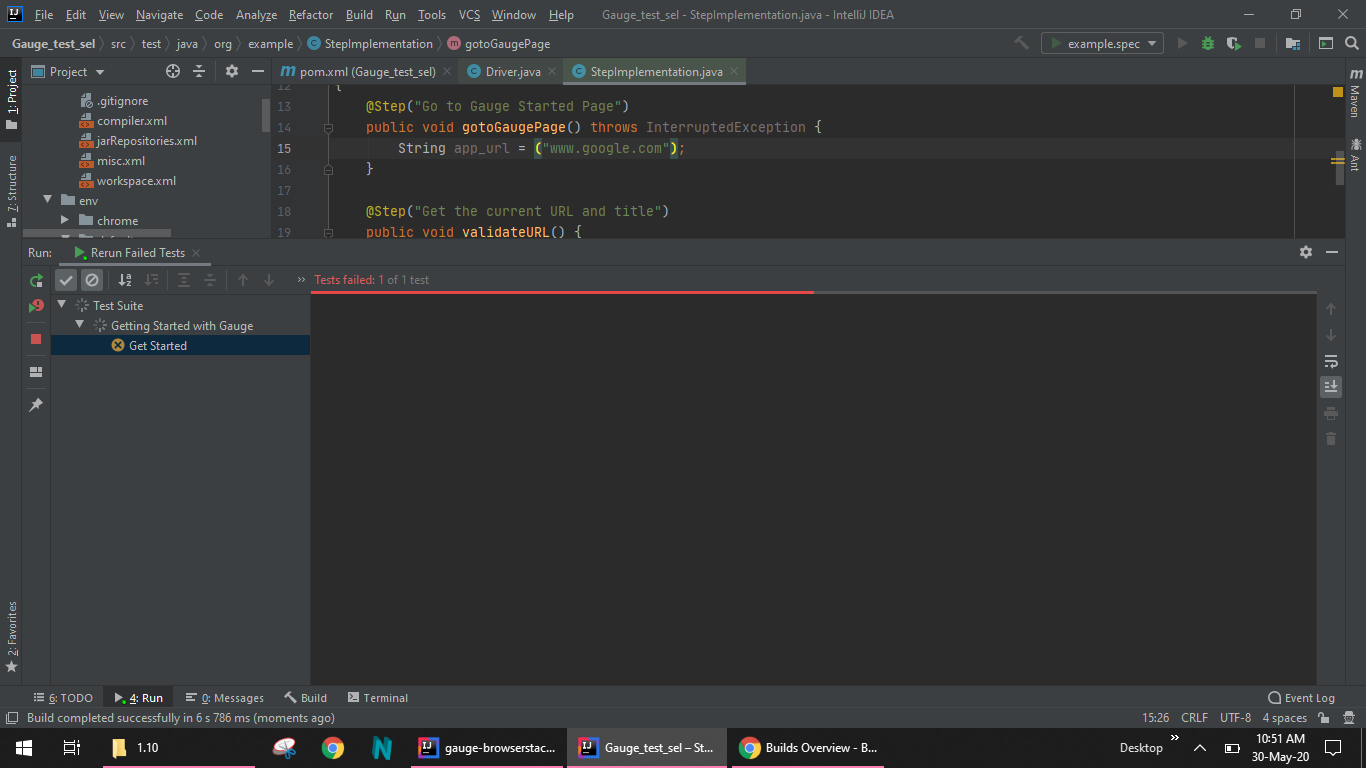 File Edit View Navigate Code Analyze Refactor Build Run Tools VCS Window Help Gauge_test_sel - StepImplementation.java - IntelliJ IDEA
Gauge_test_sel src test java org example StepImplementation gotoGaugePage example.spec
1: Project
7: Structure
2: Favorites
Project
.gitignore
compiler.xml
jarRepositories.xml
misc.xml
workspace.xml
env
chrome
pom.xml (Gauge_test_sel) Driver.java StepImplementation.java
12 {
13 @Step("Go to Gauge Started Page")
14 public void gotoGaugePage() throws InterruptedException {
15 String app_url = ("www.google.com");
16 }
17
18 @Step("Get the current URL and title")
19 public void validateURL() {
Maven
Ant
Run: Rerun Failed Tests
Tests failed: 1 of 1 test
Test Suite
Getting Started with Gauge
Get Started
6: TODO 4: Run 0: Messages Build Terminal Event Log
Build completed successfully in 6 s 786 ms (moments ago) 15:26 CRLF UTF-8 4 spaces
1.10 gauge-browserstac... Gauge_test_sel – St... Builds Overview - B... Desktop 10:51 AM
30-May-20